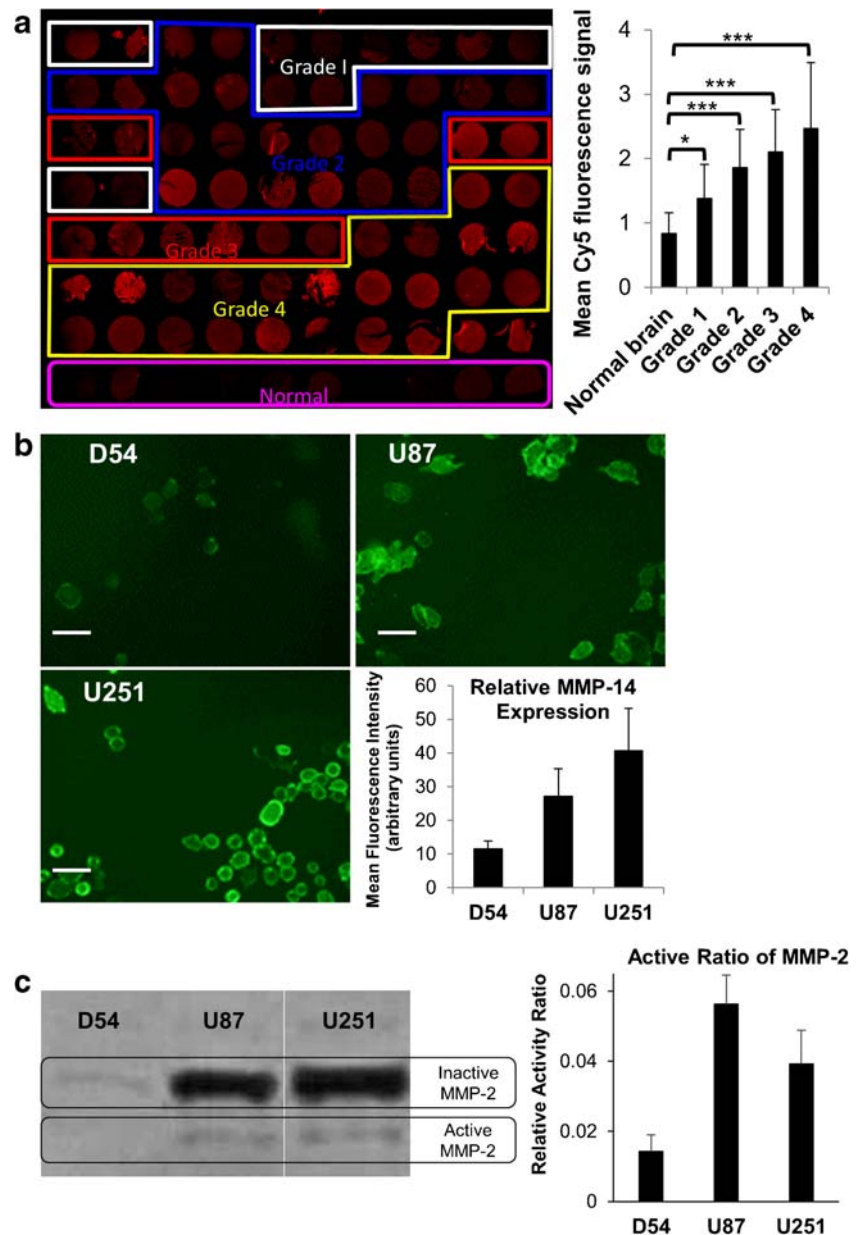 a
Grade I
Grade 2
Grade 3
Grade 4
Normal
Mean Cy5 fluorescence signal
4
3
2
1
0
***
***
***
*
Normal brain
Grade 1
Grade 2
Grade 3
Grade 4
b
D54
U87
U251
Relative MMP-14
Expression
Mean Fluorescence Intensity
(arbitrary units)
60
50
40
30
20
10
0
D54
U87
U251
c
D54
U87
U251
Inactive
MMP-2
Active
MMP-2
Active Ratio of MMP-2
Relative Activity Ratio
0.06
0.04
0.02
0
D54
U87
U251